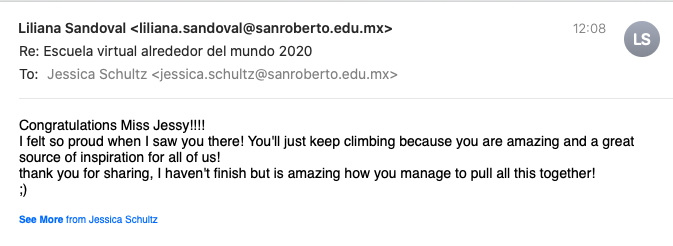 Liliana Sandoval <liliana.sandoval@sanroberto.edu.mx>
12:08
LS
Re: Escuela virtual alrededor del mundo 2020
To: Jessica Schultz <jessica.schultz@sanroberto.edu.mx>
Congratulations Miss Jessy!!!!
I felt so proud when I saw you there! You'll just keep climbing because you are amazing and a great
source of inspiration for all of us!
thank you for sharing, I haven't finish but is amazing how you manage to pull all this together!
;)
See More from Jessica Schultz